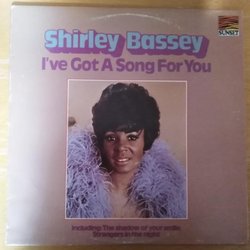 Shirley Bassey
SUNSET
I've Got A Song For You
Including: The shadow of your smile
Strangers in the night